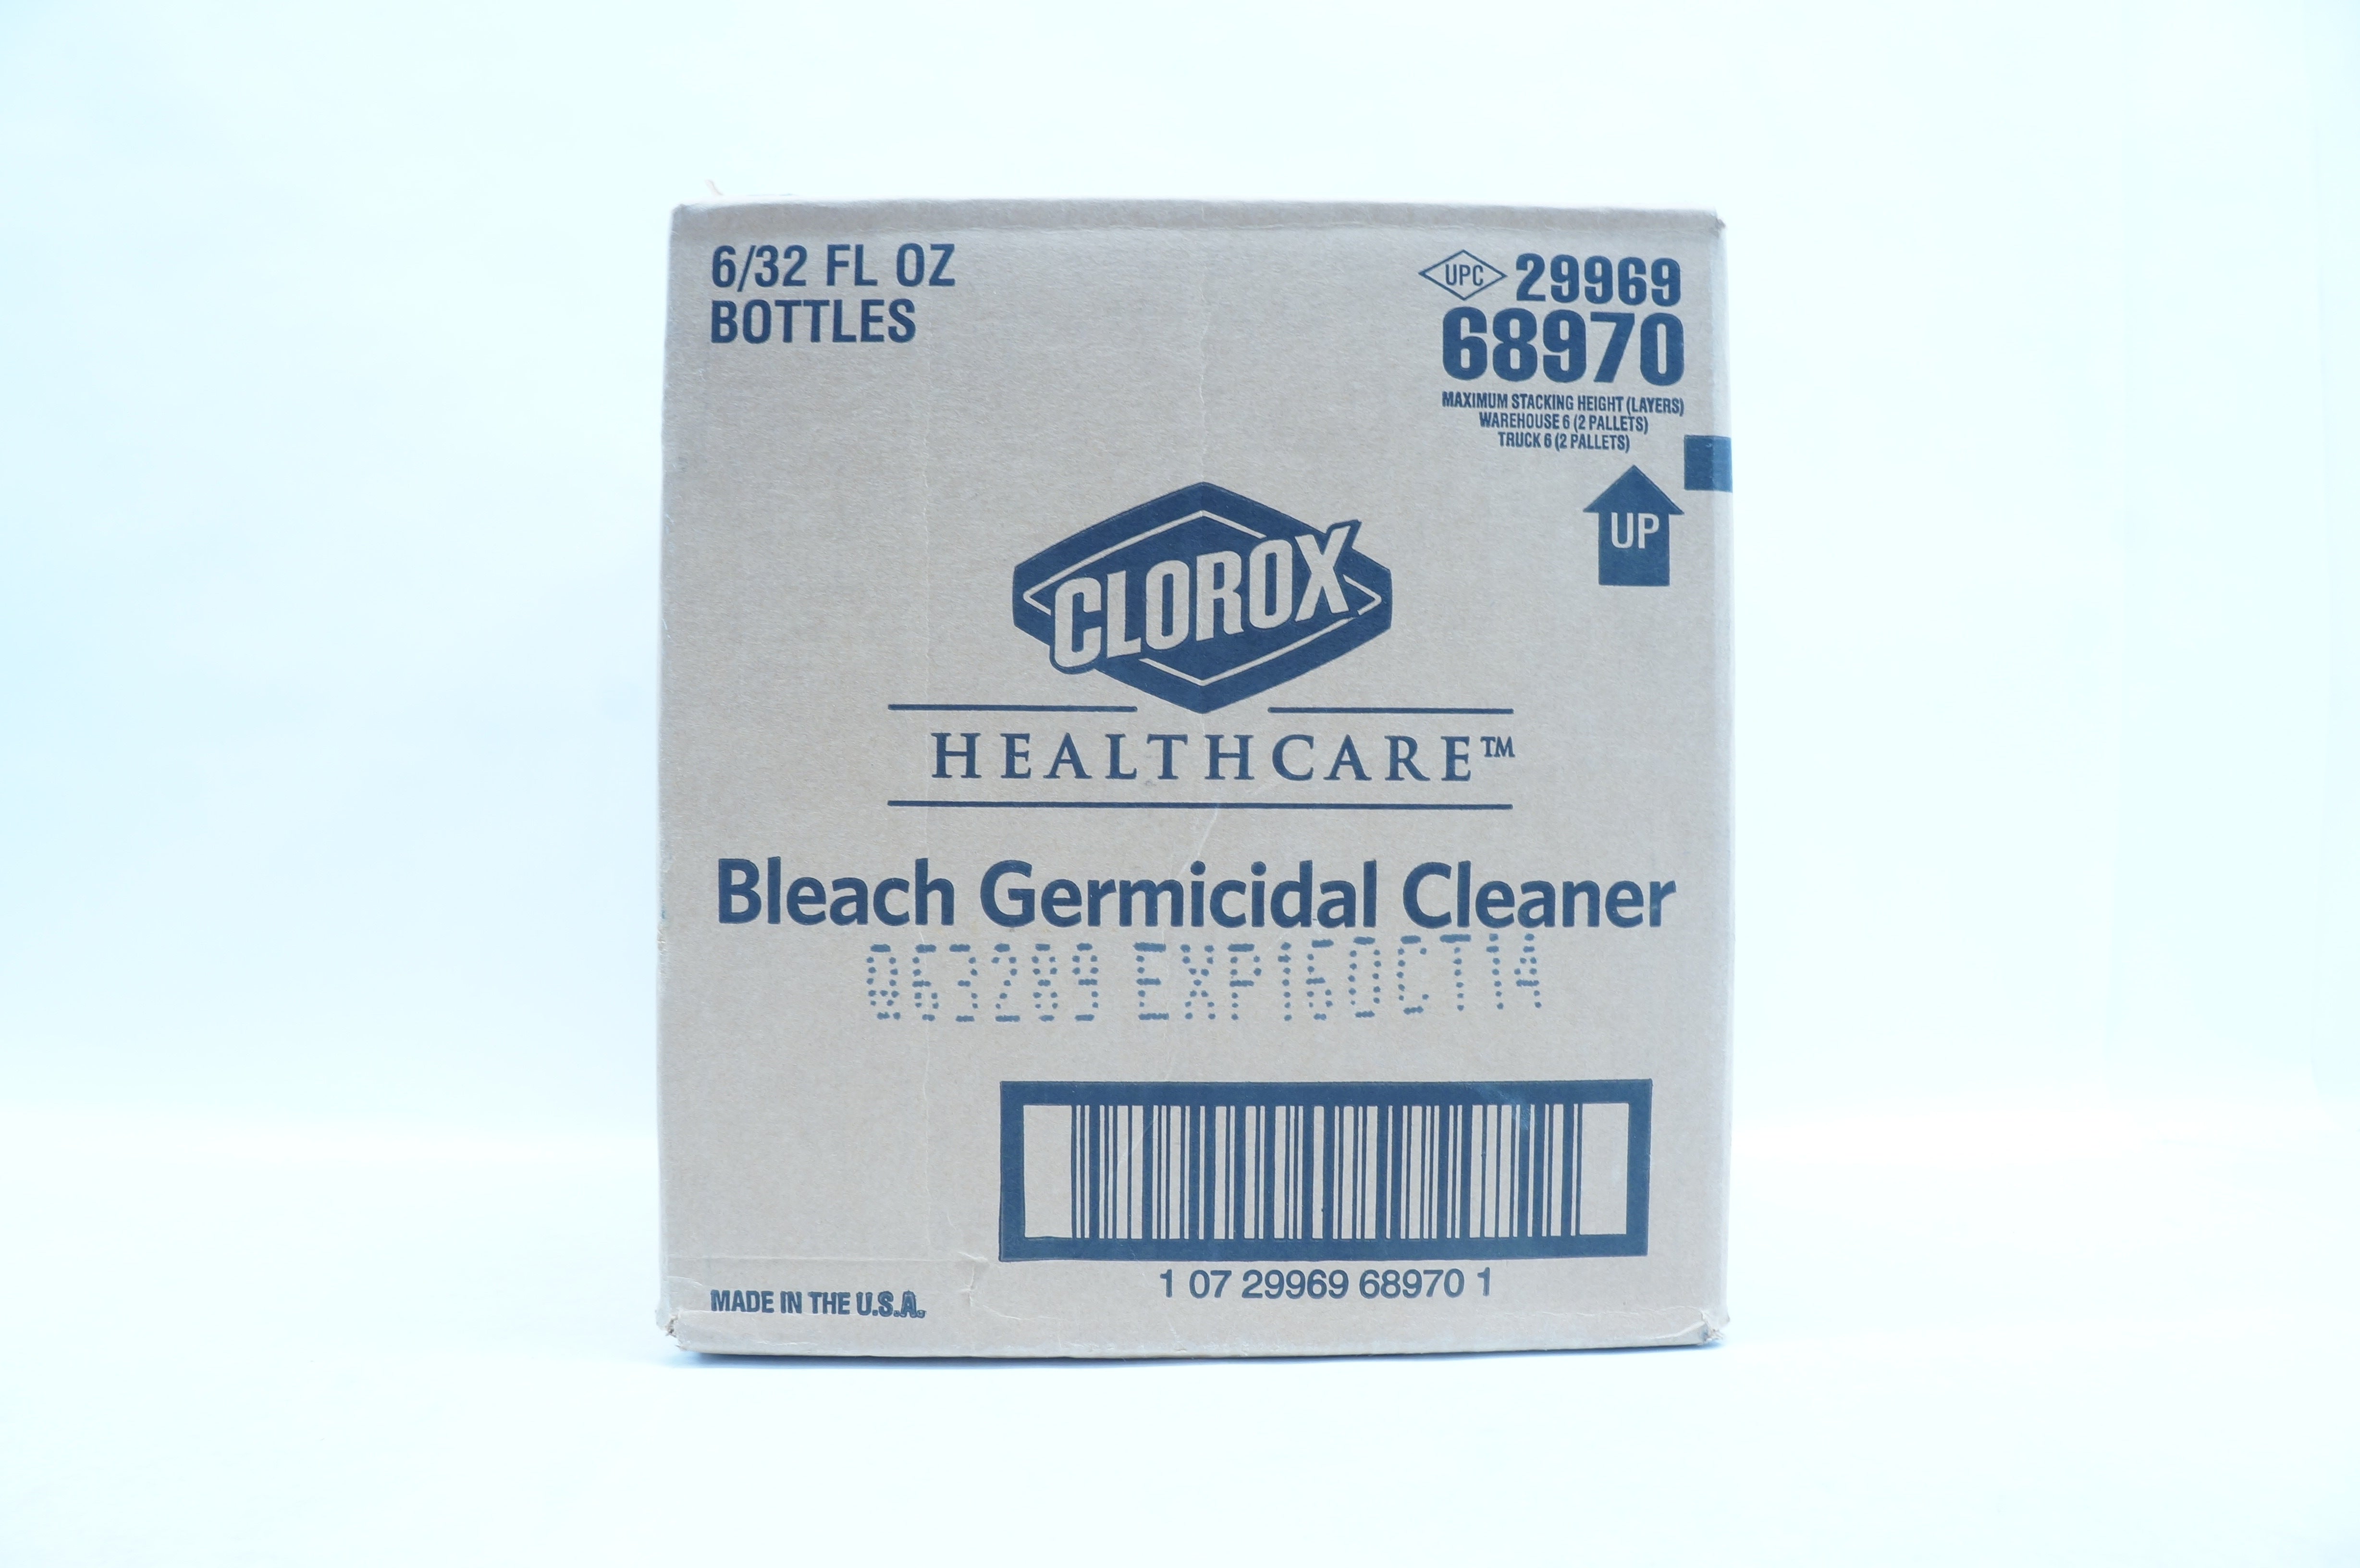 6/32 FL OZ
BOTTLES
UPC 29969
68970
MAXIMUM STACKING HEIGHT (LAYERS)
WAREHOUSE 6 (2 PALLETS)
TRUCK 6 (2 PALLETS)
UP
CLOROX
HEALTHCARE™
Bleach Germicidal Cleaner
Q63289 EXP16OCT14
1 07 29969 68970 1
MADE IN THE U.S.A.